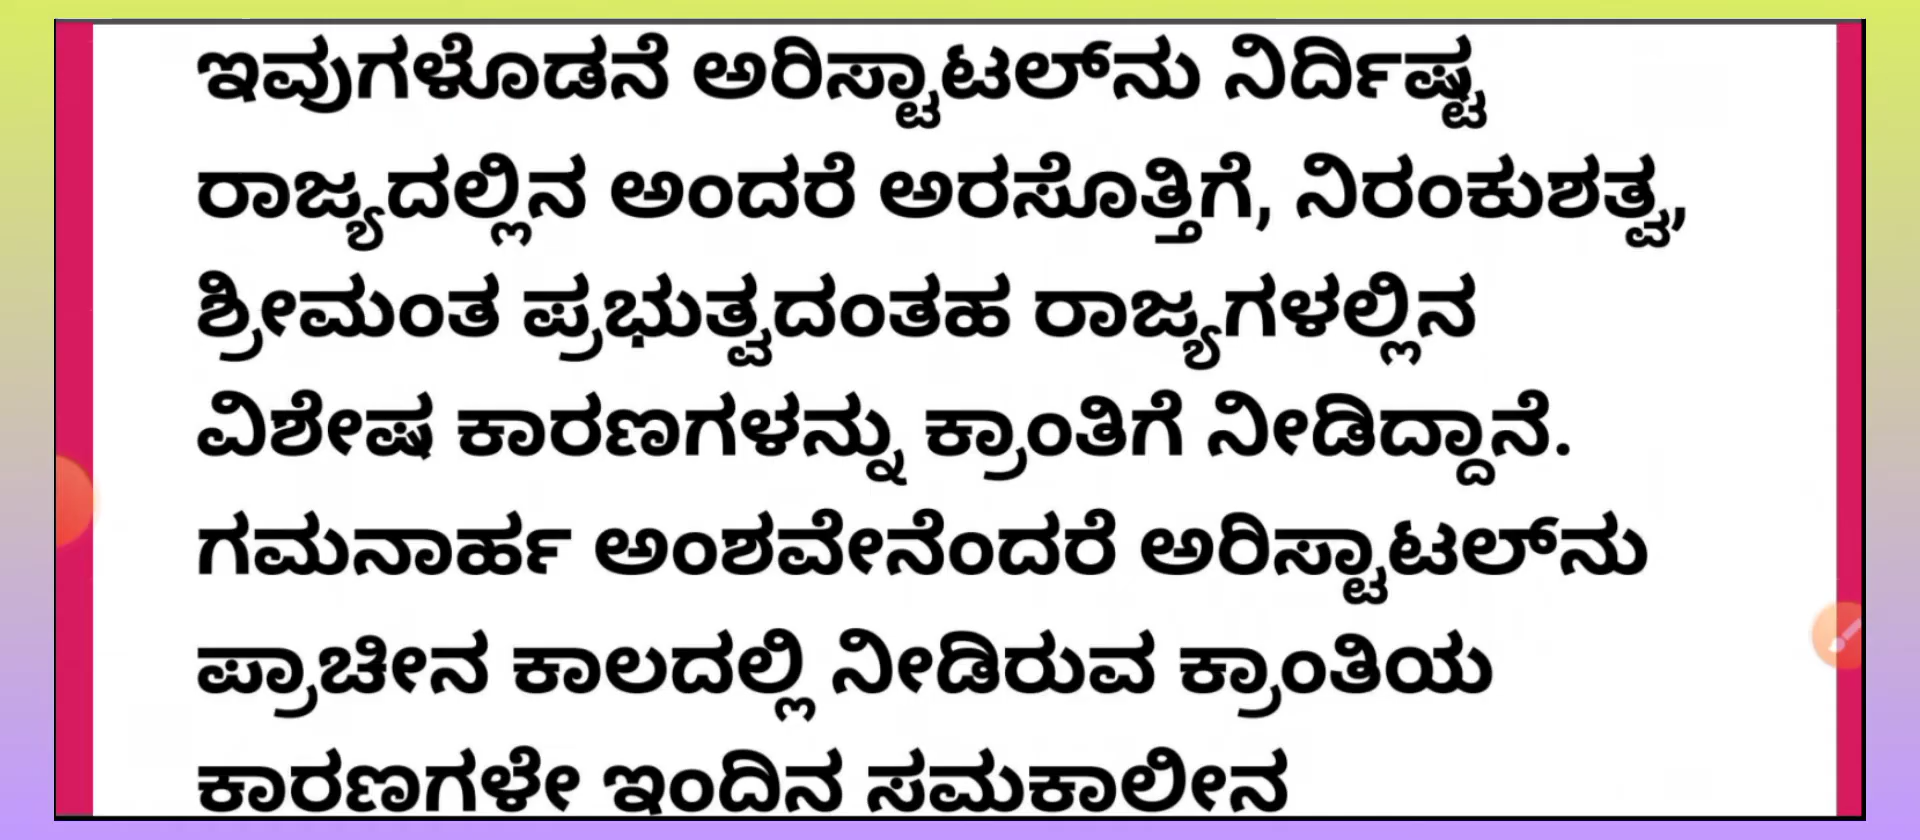 ಇವುಗಳೊಡನೆ ಅರಿಸ್ಟಾಟಲ್‌ನು ನಿರ್ದಿಷ್ಟ
ರಾಜ್ಯದಲ್ಲಿನ ಅಂದರೆ ಅರಸೊತ್ತಿಗೆ, ನಿರಂಕುಶತ್ವ,
ಶ್ರೀಮಂತ ಪ್ರಭುತ್ವದಂತಹ ರಾಜ್ಯಗಳಲ್ಲಿನ
ವಿಶೇಷ ಕಾರಣಗಳನ್ನು ಕ್ರಾಂತಿಗೆ ನೀಡಿದ್ದಾನೆ.
ಗಮನಾರ್ಹ ಅಂಶವೇನೆಂದರೆ ಅರಿಸ್ಟಾಟಲ್‌ನು
ಪ್ರಾಚೀನ ಕಾಲದಲ್ಲಿ ನೀಡಿರುವ ಕ್ರಾಂತಿಯ
ಕಾರಣಗಳೇ ಇಂದಿನ ಸಮಕಾಲೀನ